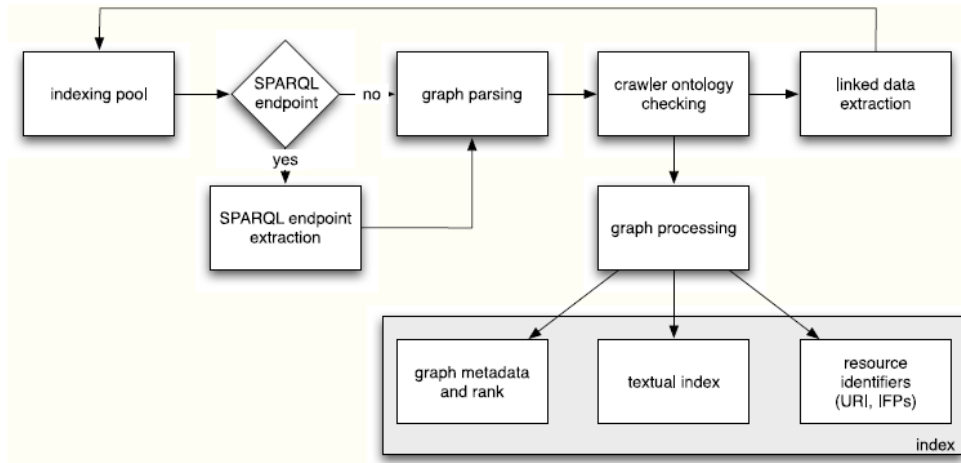 indexing pool
SPARQL
endpoint
no
graph parsing
crawler ontology
checking
linked data
extraction
yes
SPARQL endpoint
extraction
graph processing
graph metadata
and rank
textual index
resource
identifiers
(URI, IFPs)
index